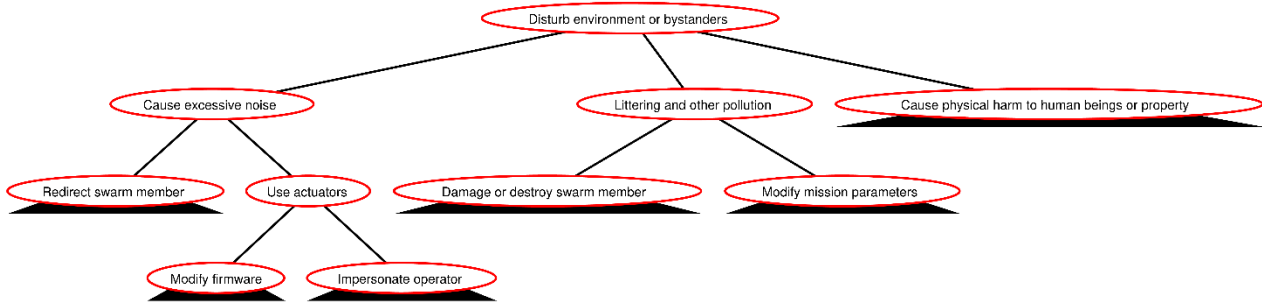 Disturb environment or bystanders
Cause excessive noise
Littering and other pollution
Cause physical harm to human beings or property
Redirect swarm member
Use actuators
Damage or destroy swarm member
Modify mission parameters
Modify firmware
Impersonate operator